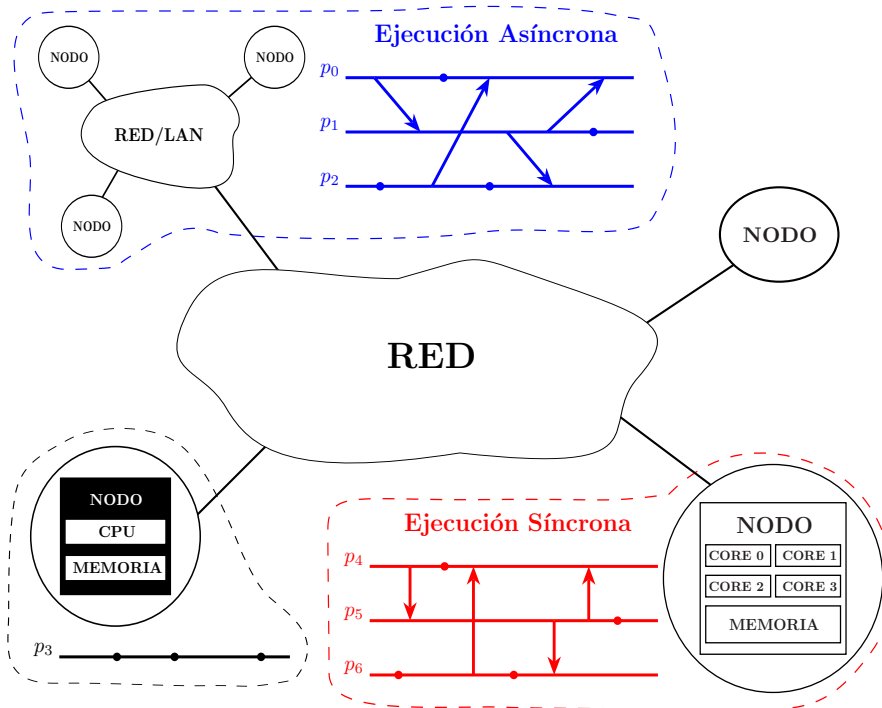 Ejecución Asíncrona
NODO
NODO
p0
RED/LAN
p1
p2
NODO
NODO
RED
NODO
CPU
MEMORIA
p3
Ejecución Síncrona
p4
p5
p6
NODO
CORE 0
CORE 1
CORE 2
CORE 3
MEMORIA